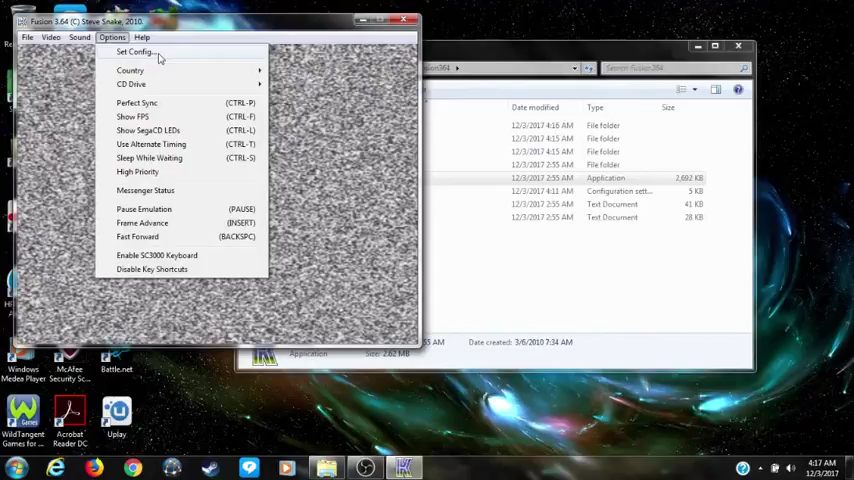 Fusion 3.64 (C) Steve Snake, 2010.
File Video Sound Options Help
Set Config...
Country
CD Drive
Perfect Sync (CTRL-P)
Show FPS (CTRL-F)
Show SegaCD LEDs (CTRL-L)
Use Alternate Timing (CTRL-T)
Sleep While Waiting (CTRL-S)
High Priority
Messenger Status
Pause Emulation (PAUSE)
Frame Advance (INSERT)
Fast Forward (BACKSPC)
Enable SC3000 Keyboard
Disable Key Shortcuts
Search Fusion364
Date modified Type Size
12/3/2017 4:16 AM File folder
12/3/2017 4:15 AM File folder
12/3/2017 4:15 AM File folder
12/3/2017 2:55 AM File folder
12/3/2017 2:55 AM Application 2,692 KB
12/3/2017 4:11 AM Configuration sett... 5 KB
12/3/2017 2:55 AM Text Document 41 KB
12/3/2017 2:55 AM Text Document 28 KB
AM Date created: 3/6/2010 7:34 AM
Application Size: 2.62 MB
Windows Media Player
McAfee Security Sc...
Battle.net
WildTangent Games for ...
Acrobat Reader DC
Uplay
4:17 AM
12/3/2017